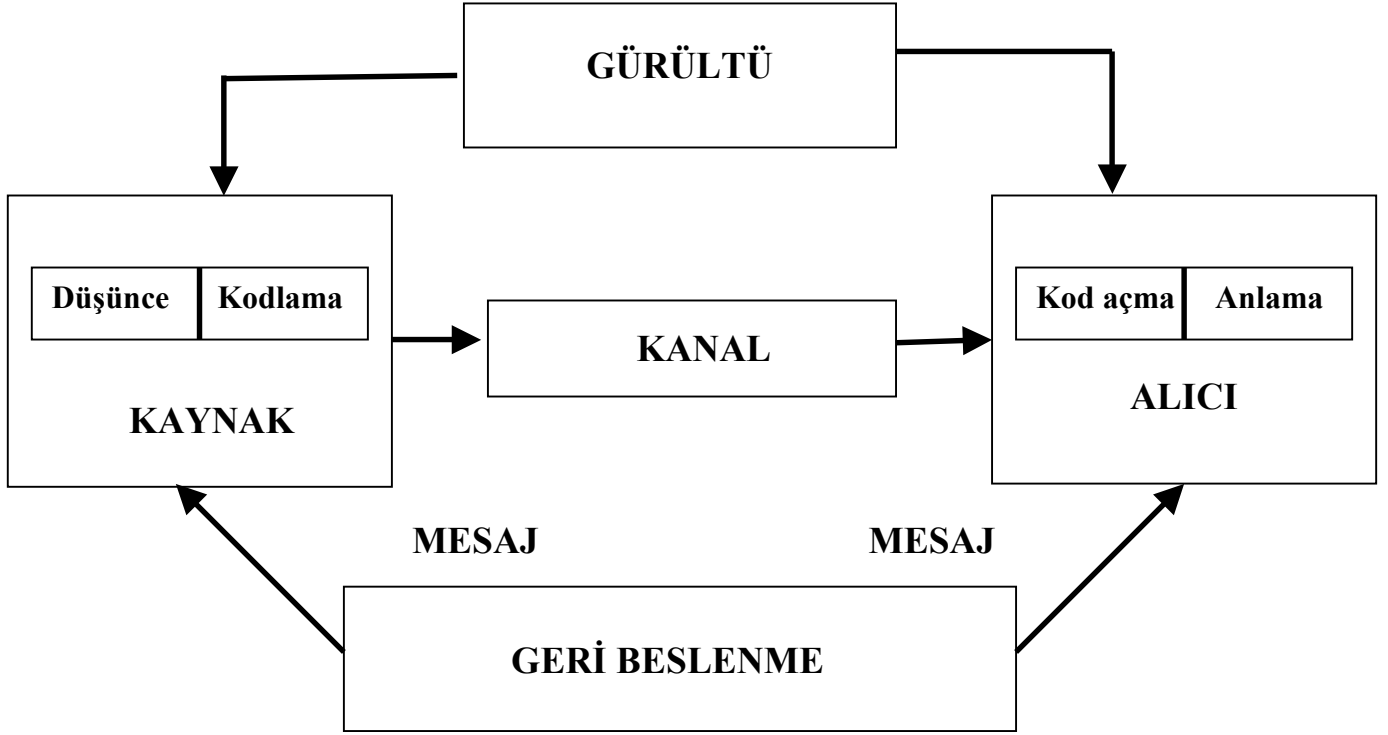 GÜRÜLTÜ
Düşünce
Kodlama
KAYNAK
KANAL
Kod açma
Anlama
ALICI
MESAJ
MESAJ
GERİ BESLENME